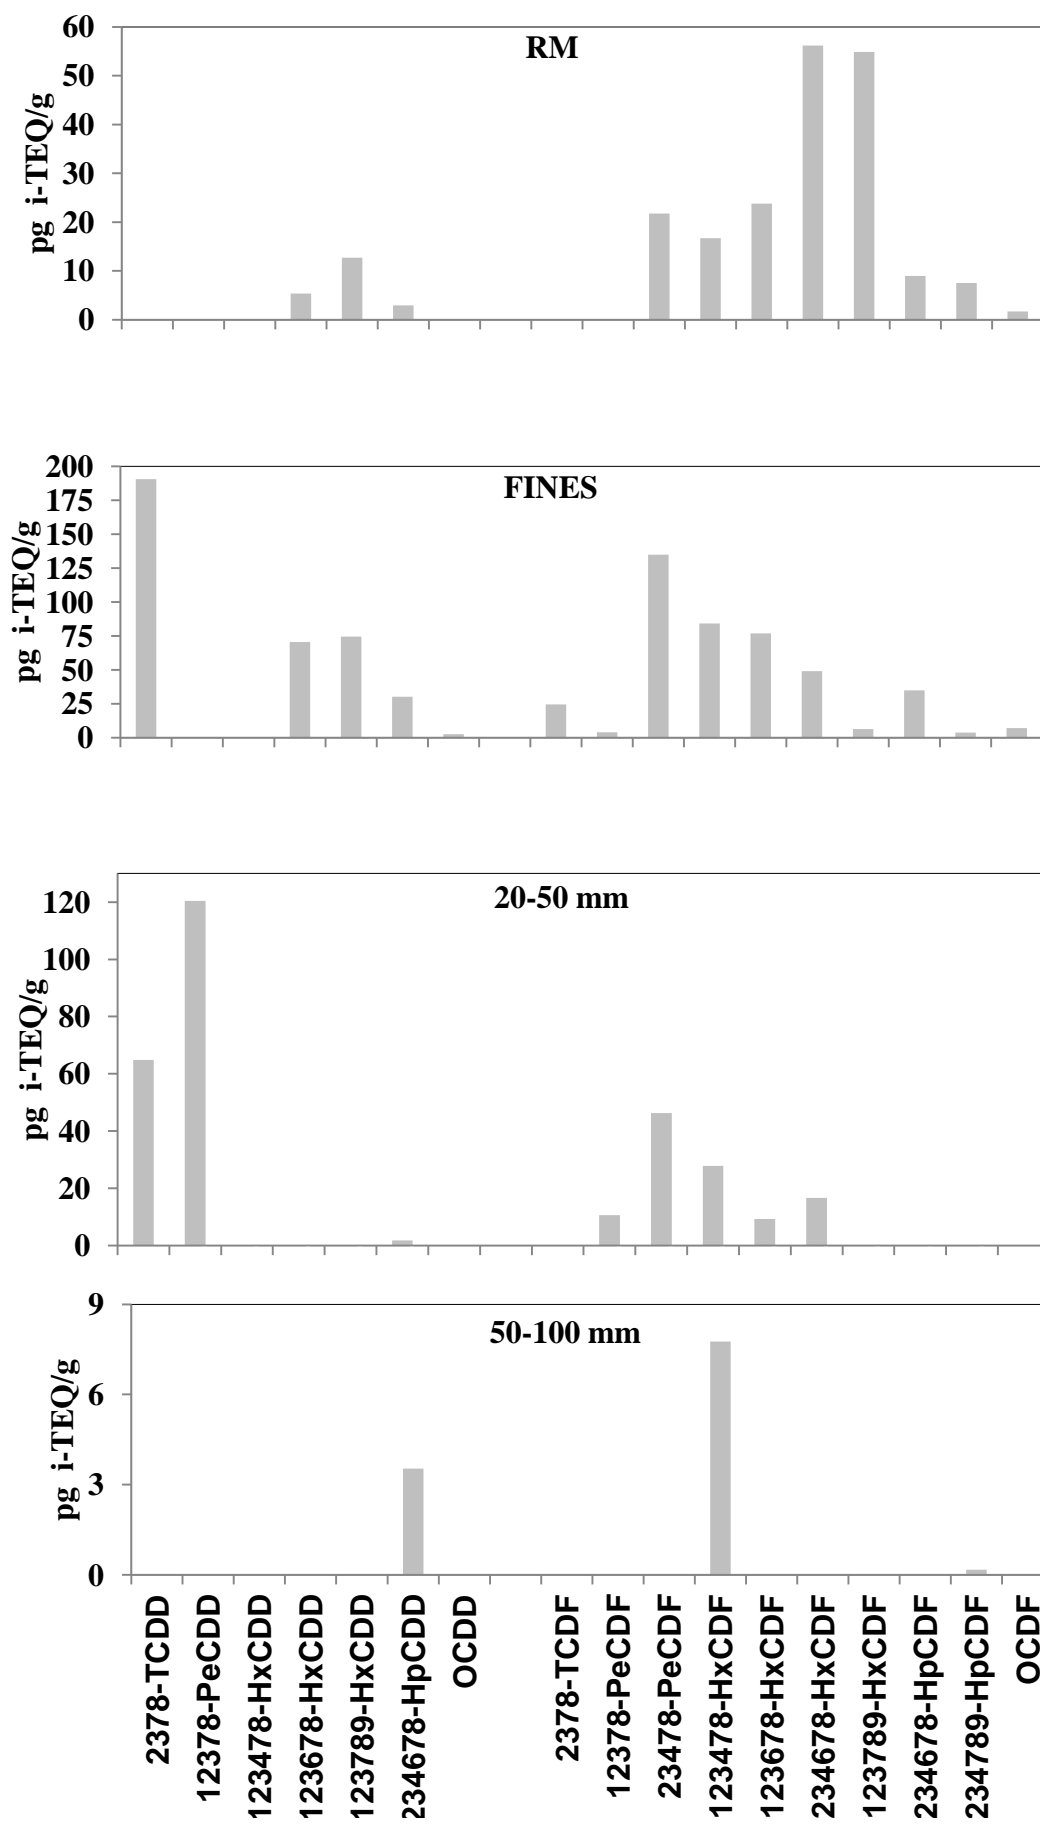 RM
pg i-TEQ/g
60
50
40
30
20
10
0
FINES
pg i-TEQ/g
200
175
150
125
100
75
50
25
0
20-50 mm
pg i-TEQ/g
120
100
80
60
40
20
0
50-100 mm
pg i-TEQ/g
9
6
3
0
2378-TCDD
12378-PeCDD
123478-HxCDD
123678-HxCDD
123789-HxCDD
234678-HpCDD
OCDD
2378-TCDF
12378-PeCDF
23478-PeCDF
123478-HxCDF
123678-HxCDF
234678-HxCDF
123789-HxCDF
234678-HpCDF
234789-HpCDF
OCDF